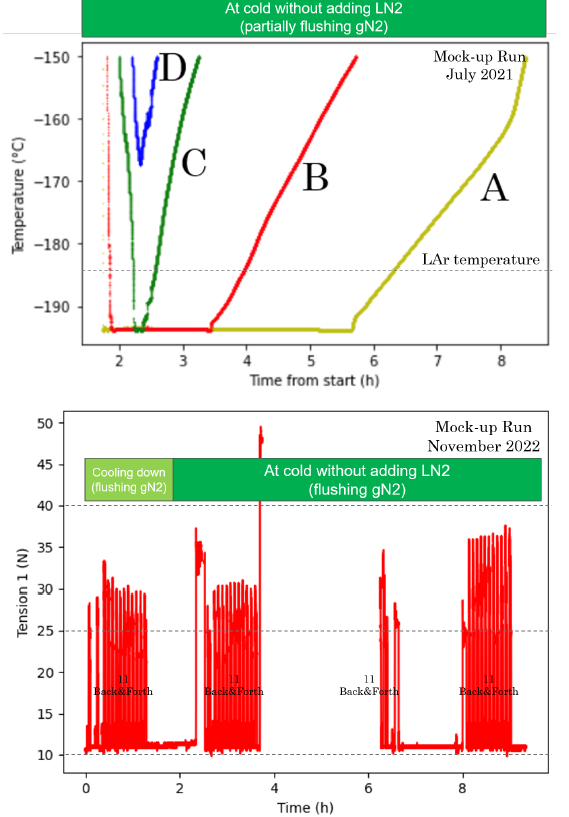 At cold without adding LN2
(partially flushing gN2)
Mock-up Run
July 2021
D
C
B
A
LAr temperature
−150
−160
−170
−180
−190
Temperature (°C)
2
3
4
5
6
7
8
Time from start (h)
Mock-up Run
November 2022
Cooling down
(flushing gN2)
At cold without adding LN2
(flushing gN2)
11
Back&Forth
11
Back&Forth
11
Back&Forth
11
Back&Forth
50
45
40
35
30
25
20
15
10
Tension 1 (N)
0
2
4
6
8
Time (h)